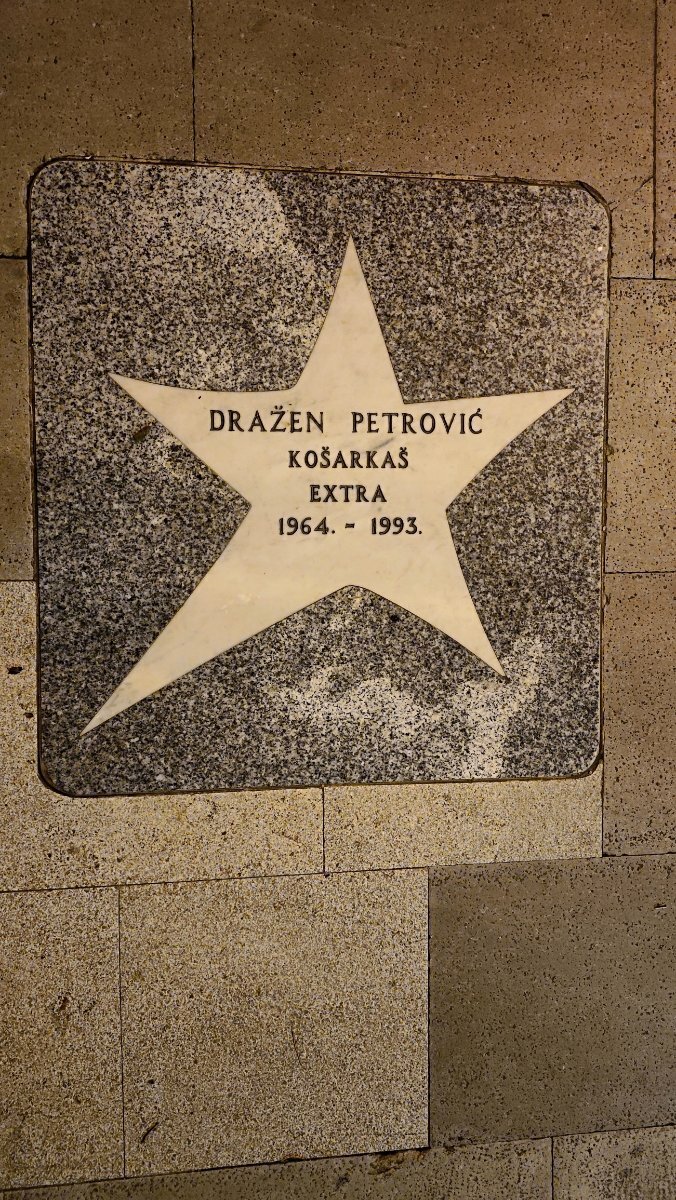 DRAŽEN PETROVIĆ
KOŠARKAŠ
EXTRA
1964. - 1993.